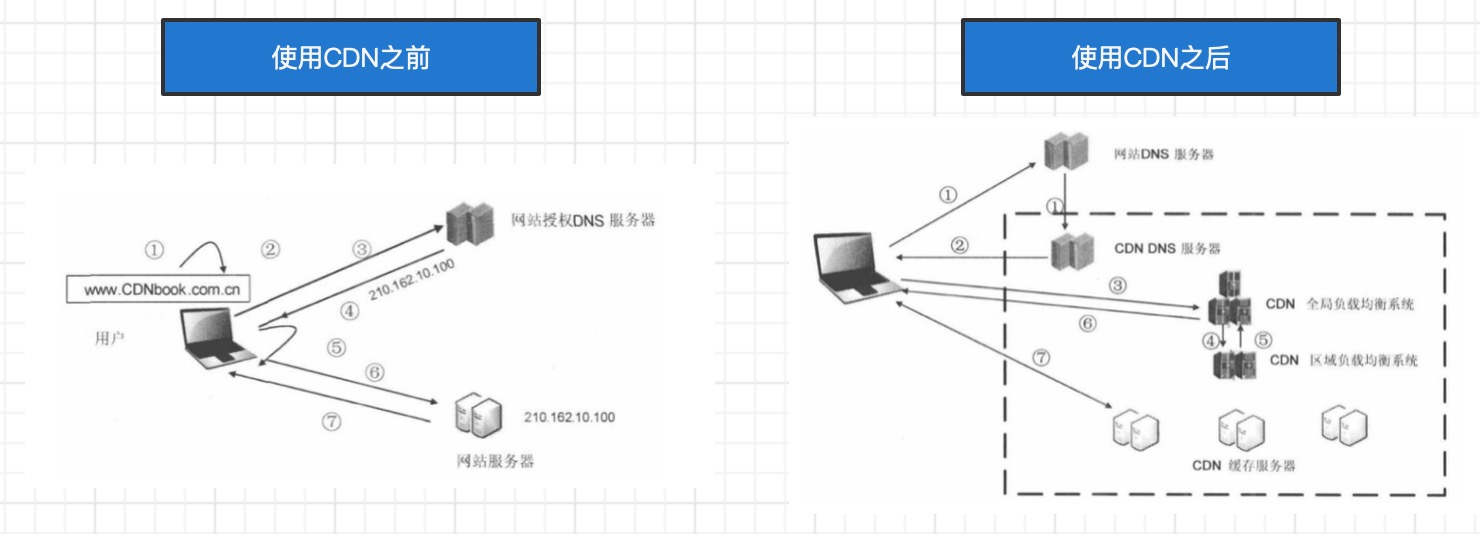 使用CDN之前
使用CDN之后
网站授权DNS 服务器
①
②
③
www.CDNbook.com.cn
210.162.10.100
④
用户
⑤
⑥
⑦
210.162.10.100
网站服务器
网站DNS 服务器
①
①
②
CDN DNS 服务器
③
CDN 全局负载均衡系统
⑥
④
⑤
CDN 区域负载均衡系统
⑦
CDN 缓存服务器